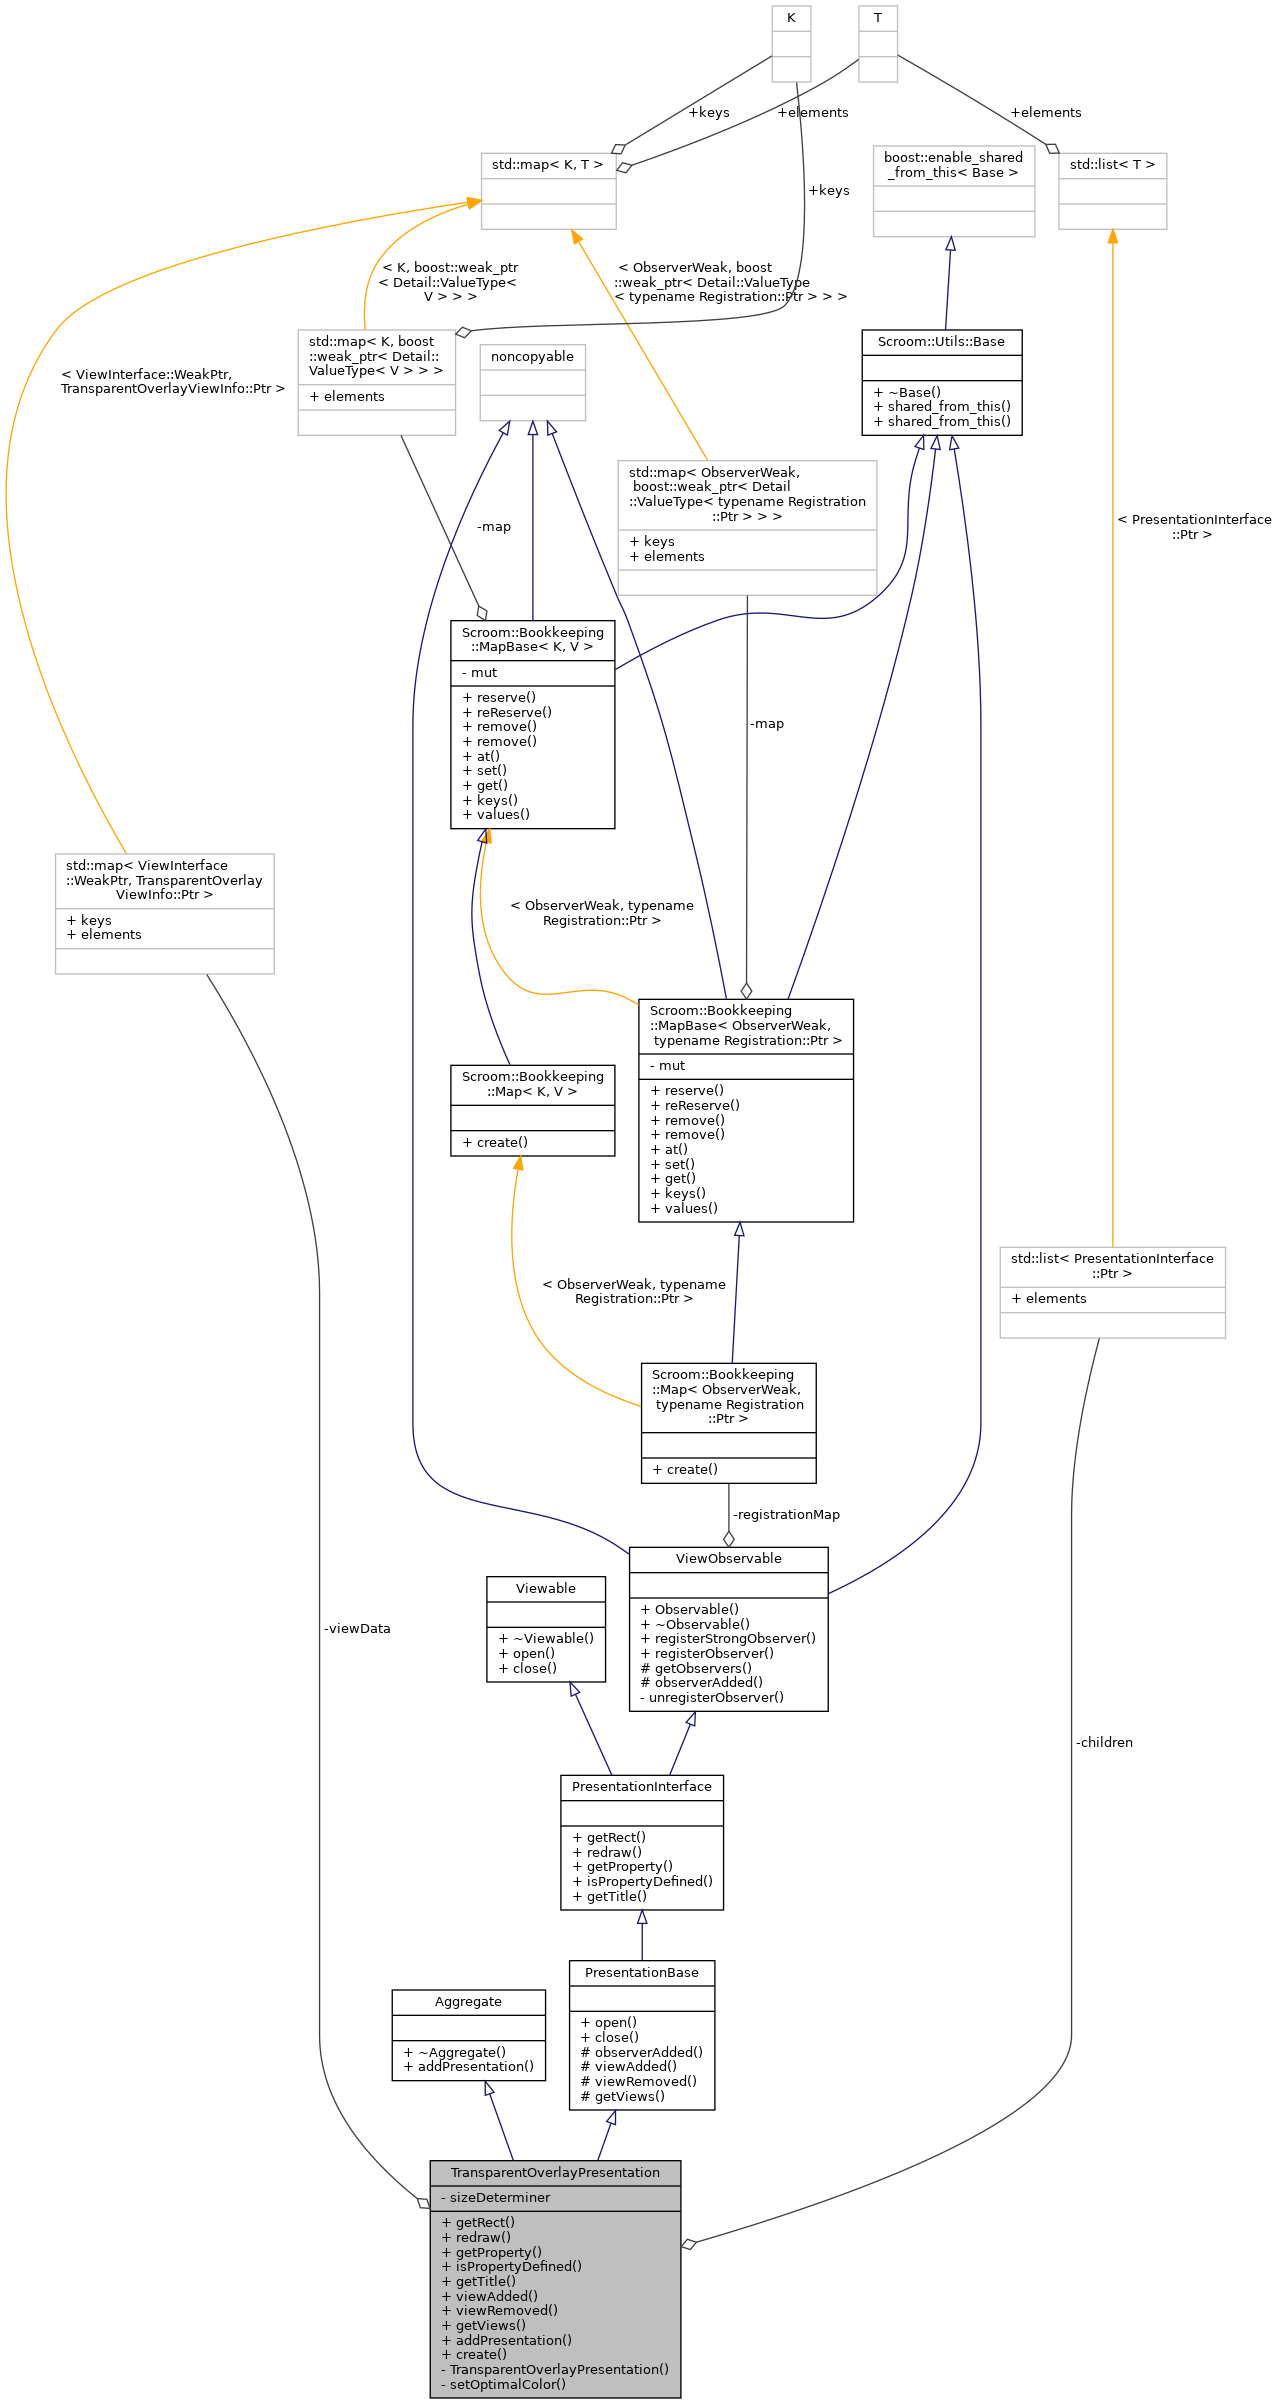 K
T
+keys
+elements
+elements
std::map< K, T >
boost::enable_shared
_from_this< Base >
std::list< T >
+keys
< K, boost::weak_ptr
< Detail::ValueType<
V > > >
< ObserverWeak, boost
::weak_ptr< Detail::ValueType
< typename Registration::Ptr > > >
< ViewInterface::WeakPtr,
TransparentOverlayViewInfo::Ptr >
std::map< K, boost
::weak_ptr< Detail::
ValueType< V > > >
+ elements
noncopyable
Scroom::Utils::Base
+ ~Base()
+ shared_from_this()
+ shared_from_this()
-map
std::map< ObserverWeak,
boost::weak_ptr< Detail
::ValueType< typename Registration
::Ptr > > >
+ keys
+ elements
< PresentationInterface
::Ptr >
Scroom::Bookkeeping
::MapBase< K, V >
- mut
+ reserve()
+ reReserve()
+ remove()
+ remove()
+ at()
+ set()
+ get()
+ keys()
+ values()
-map
std::map< ViewInterface
::WeakPtr, TransparentOverlay
ViewInfo::Ptr >
+ keys
+ elements
< ObserverWeak, typename
Registration::Ptr >
Scroom::Bookkeeping
::MapBase< ObserverWeak,
typename Registration::Ptr >
- mut
+ reserve()
+ reReserve()
+ remove()
+ remove()
+ at()
+ set()
+ get()
+ keys()
+ values()
Scroom::Bookkeeping
::Map< K, V >
+ create()
< ObserverWeak, typename
Registration::Ptr >
std::list< PresentationInterface
::Ptr >
+ elements
Scroom::Bookkeeping
::Map< ObserverWeak,
typename Registration
::Ptr >
+ create()
-registrationMap
ViewObservable
+ Observable()
+ ~Observable()
+ registerStrongObserver()
+ registerObserver()
# getObservers()
# observerAdded()
- unregisterObserver()
Viewable
+ ~Viewable()
+ open()
+ close()
-viewData
-children
PresentationInterface
+ getRect()
+ redraw()
+ getProperty()
+ isPropertyDefined()
+ getTitle()
PresentationBase
+ open()
+ close()
# observerAdded()
# viewAdded()
# viewRemoved()
# getViews()
Aggregate
+ ~Aggregate()
+ addPresentation()
TransparentOverlayPresentation
- sizeDeterminer
+ getRect()
+ redraw()
+ getProperty()
+ isPropertyDefined()
+ getTitle()
+ viewAdded()
+ viewRemoved()
+ getViews()
+ addPresentation()
+ create()
- TransparentOverlayPresentation()
- setOptimalColor()